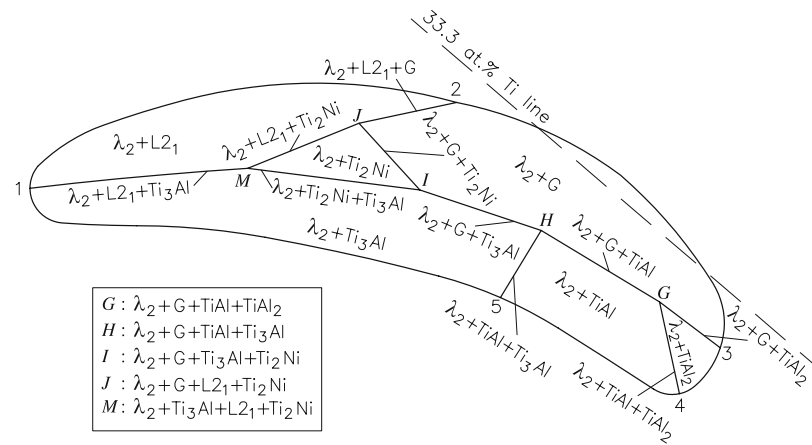 33.3 at.% Ti line
λ₂+L2₁+G
2
λ₂+L2₁
λ₂+L2₁+Ti₂Ni
J
λ₂+G+Ti₂Ni
λ₂+G
λ₂+Ti₂Ni
1
λ₂+L2₁+Ti₃Al
M
λ₂+Ti₂Ni+Ti₃Al
I
λ₂+G+Ti₃Al
H
λ₂+Ti₃Al
λ₂+G+TiAl
λ₂+TiAl
G
5
λ₂+TiAl+Ti₃Al
λ₂+G+TiAl₂
λ₂+TiAl₂
3
λ₂+TiAl+TiAl₂
4
G: λ₂+G+TiAl+TiAl₂
H: λ₂+G+TiAl+Ti₃Al
I: λ₂+G+Ti₃Al+Ti₂Ni
J: λ₂+G+L2₁+Ti₂Ni
M: λ₂+Ti₃Al+L2₁+Ti₂Ni